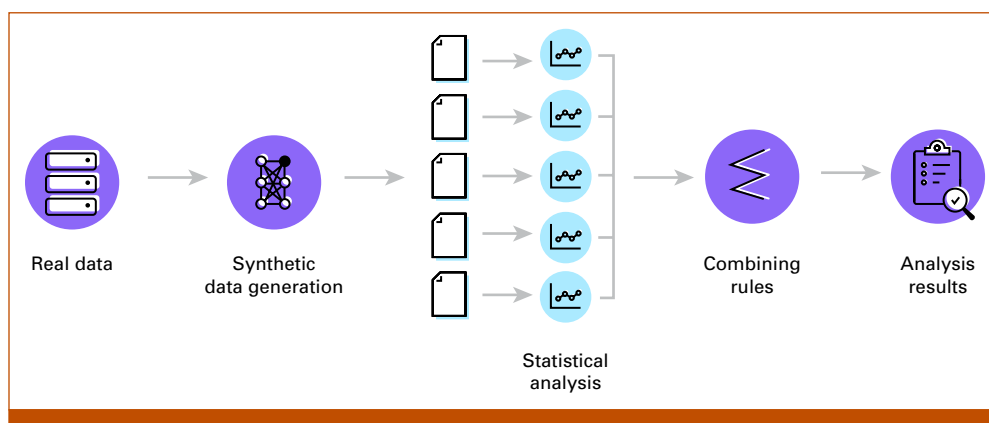 Real data
Synthetic
data generation
Statistical
analysis
Combining
rules
Analysis
results